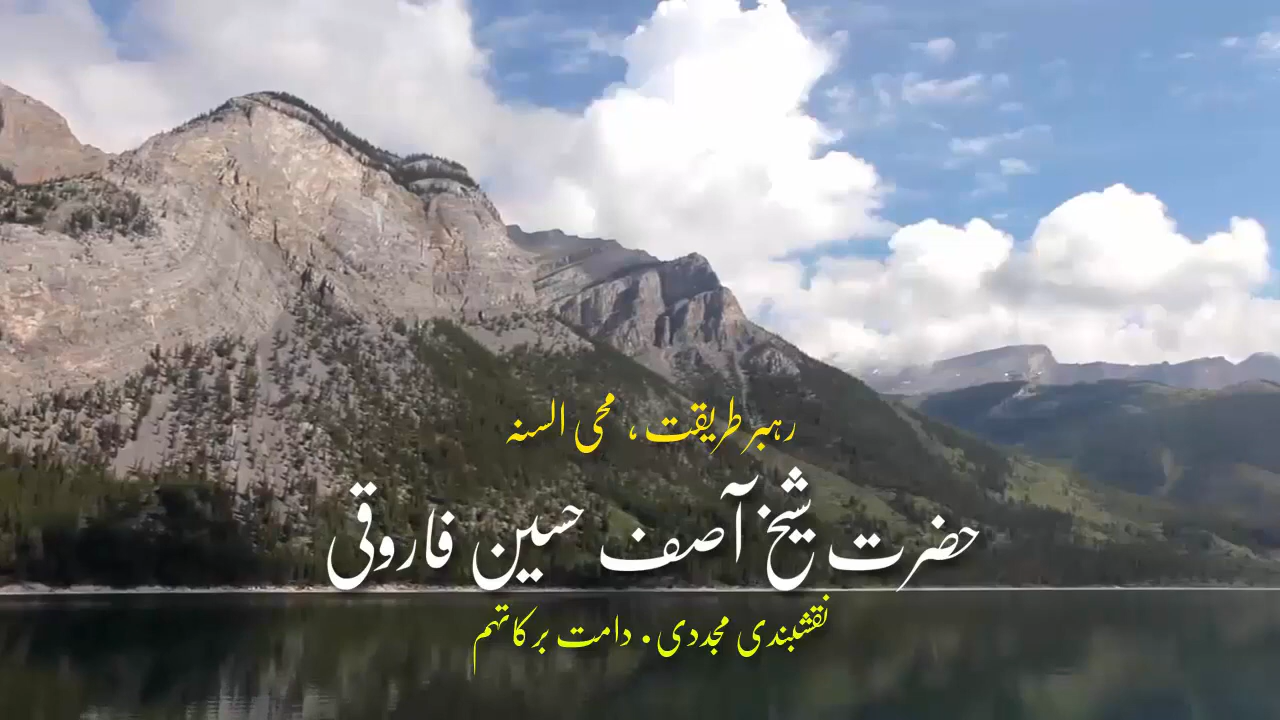 رہبر طریقت، محی السنہ
حضرت شیخ آصف حسین فاروقی
نقشبندی مجددی۔ دامت برکاتہم